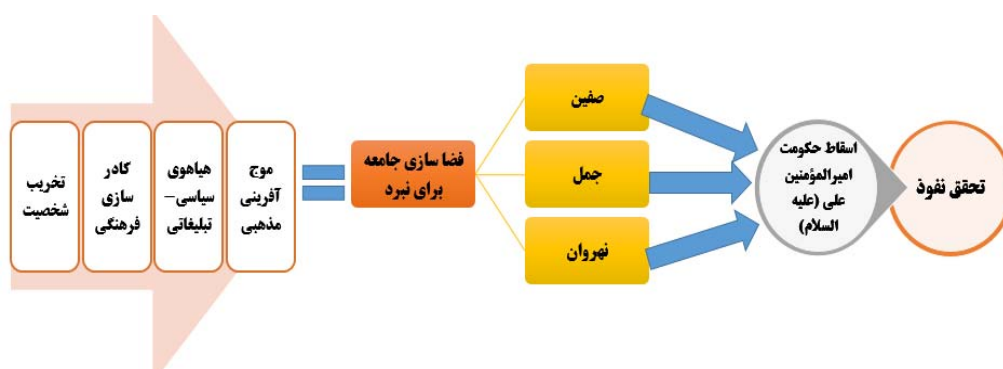 تخریب
شخصیت
کادر
سازی
فرهنگی
هیاهوی
سیاسی–
تبلیغاتی
موج
آفرینی
مذهبی
فضا سازی جامعه
برای نبرد
صفین
جمل
نهروان
اسقاط حکومت
امیرالمؤمنین
علی (علیه
السلام)
تحقق نفوذ